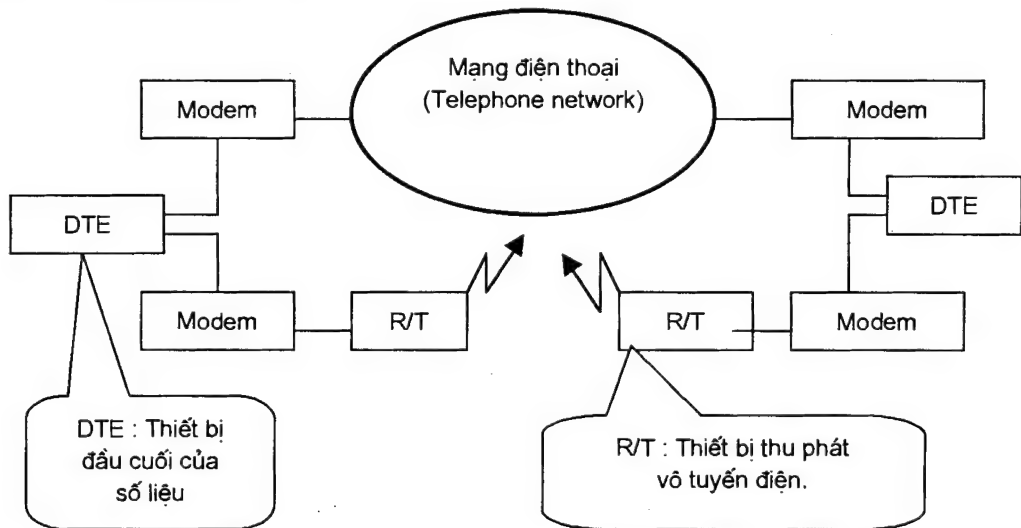 Mạng điện thoại
(Telephone network)
Modem
Modem
DTE
DTE
Modem
R/T
R/T
Modem
DTE : Thiết bị
đầu cuối của
số liệu
R/T : Thiết bị thu phát
vô tuyến điện.